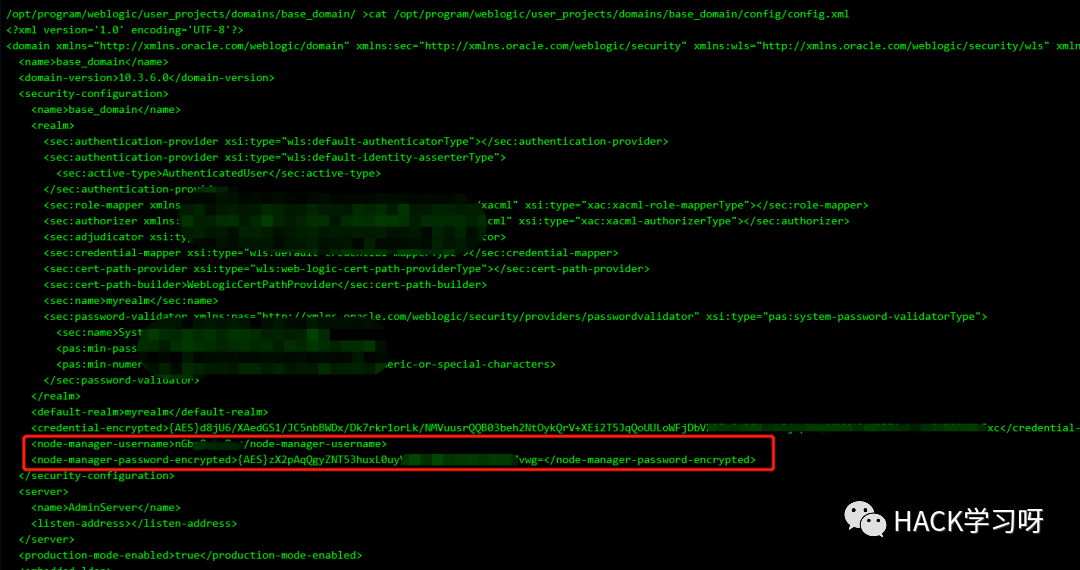 /opt/program/weblogic/user_projects/domains/base_domain/ >cat /opt/program/weblogic/user_projects/domains/base_domain/config/config.xml
<?xml version='1.0' encoding='UTF-8'?>
<domain xmlns="http://xmlns.oracle.com/weblogic/domain" xmlns:sec="http://xmlns.oracle.com/weblogic/security" xmlns:wls="http://xmlns.oracle.com/weblogic/security/wls" xmln
<name>base_domain</name>
<domain-version>10.3.6.0</domain-version>
<security-configuration>
<name>base_domain</name>
<realm>
<sec:authentication-provider xsi:type="wls:default-authenticatorType"></sec:authentication-provider>
<sec:authentication-provider xsi:type="wls:default-identity-asserterType">
<sec:active-type>AuthenticatedUser</sec:active-type>
</sec:authentication-provider>
<sec:role-mapper xmlns xacml" xsi:type="xac:xacml-role-mapperType"></sec:role-mapper>
<sec:authorizer xmlns: cml" xsi:type="xac:xacml-authorizerType"></sec:authorizer>
<sec:adjudicator xsi:ty tor>
<sec:credential-mapper xsi:type="wls:default-credential-mapperType"></sec:credential-mapper>
<sec:cert-path-provider xsi:type="wls:web-logic-cert-path-providerType"></sec:cert-path-provider>
<sec:cert-path-builder>WebLogicCertPathProvider</sec:cert-path-builder>
<sec:name>myrealm</sec:name>
<sec:password-validator xmlns:pas="http://xmlns.oracle.com/weblogic/security/providers/passwordvalidator" xsi:type="pas:system-password-validatorType">
<sec:name>Syst
<pas:min-pass
<pas:min-numer eric-or-special-characters>
</sec:password-validator>
</realm>
<default-realm>myrealm</default-realm>
<credential-encrypted>{AES}d8jU6/XAedGS1/JC5nbBWDx/Dk7rkr1orLk/NMVuusrQQB03beh2NtOykQrV+XEi2T5JqQoUULoWFjDbV xc</credential-
<node-manager-username>nGb </node-manager-username>
<node-manager-password-encrypted>{AES}zX2pAqQgyZNT53huxL0uy vwg=</node-manager-password-encrypted>
</security-configuration>
<server>
<name>AdminServer</name>
<listen-address></listen-address>
</server>
<production-mode-enabled>true</production-mode-enabled>
HACK学习呀